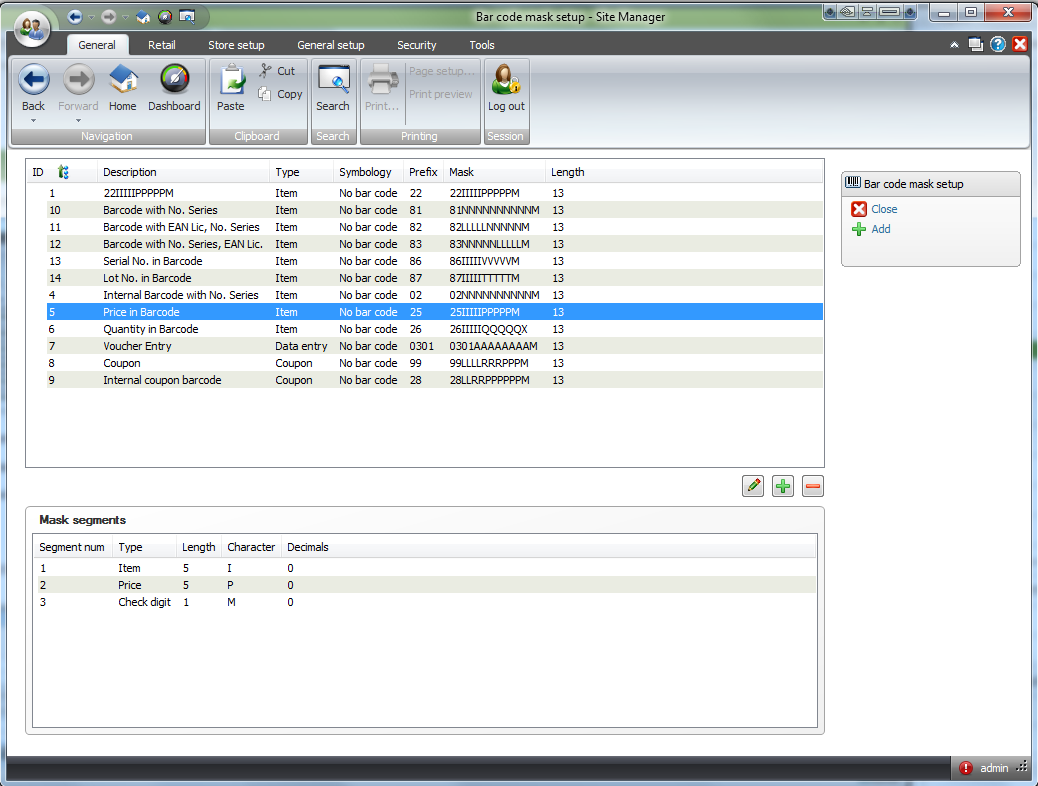 Bar code mask setup - Site Manager
General Retail Store setup General setup Security Tools
Back Forward Home Dashboard Paste Cut Copy Search Print... Page setup... Print preview Log out
Navigation Clipboard Search Printing Session
ID Description Type Symbology Prefix Mask Length
1 22IIIIIPPPPPM Item No bar code 22 22IIIIIPPPPPM 13
10 Barcode with No. Series Item No bar code 81 81NNNNNNNNNNM 13
11 Barcode with EAN Lic, No. Series Item No bar code 82 82LLLLLNNNNNM 13
12 Barcode with No. Series, EAN Lic. Item No bar code 83 83NNNNNLLLLLM 13
13 Serial No. in Barcode Item No bar code 86 86IIIIIVVVVVM 13
14 Lot No. in Barcode Item No bar code 87 87IIIIITTTTTM 13
4 Internal Barcode with No. Series Item No bar code 02 02NNNNNNNNNNM 13
5 Price in Barcode Item No bar code 25 25IIIIIPPPPPM 13
6 Quantity in Barcode Item No bar code 26 26IIIIIQQQQQX 13
7 Voucher Entry Data entry No bar code 0301 0301AAAAAAAAM 13
8 Coupon Coupon No bar code 99 99LLLLRRRPPPM 13
9 Internal coupon barcode Coupon No bar code 28 28LLRRPPPPPPM 13
Bar code mask setup
Close
Add
Mask segments
Segment num Type Length Character Decimals
1 Item 5 I 0
2 Price 5 P 0
3 Check digit 1 M 0
admin